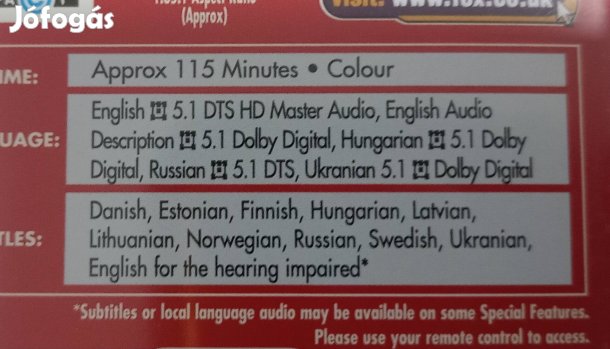 Jófogás
(Approx)
www.fox.co.uk
IME:
Approx 115 Minutes • Colour
UAGE:
English 5.1 DTS HD Master Audio, English Audio
Description 5.1 Dolby Digital, Hungarian 5.1 Dolby
Digital, Russian 5.1 DTS, Ukranian 5.1 Dolby Digital
TLES:
Danish, Estonian, Finnish, Hungarian, Latvian,
Lithuanian, Norwegian, Russian, Swedish, Ukranian,
English for the hearing impaired*
*Subtitles or local language audio may be available on some Special Features.
Please use your remote control to access.